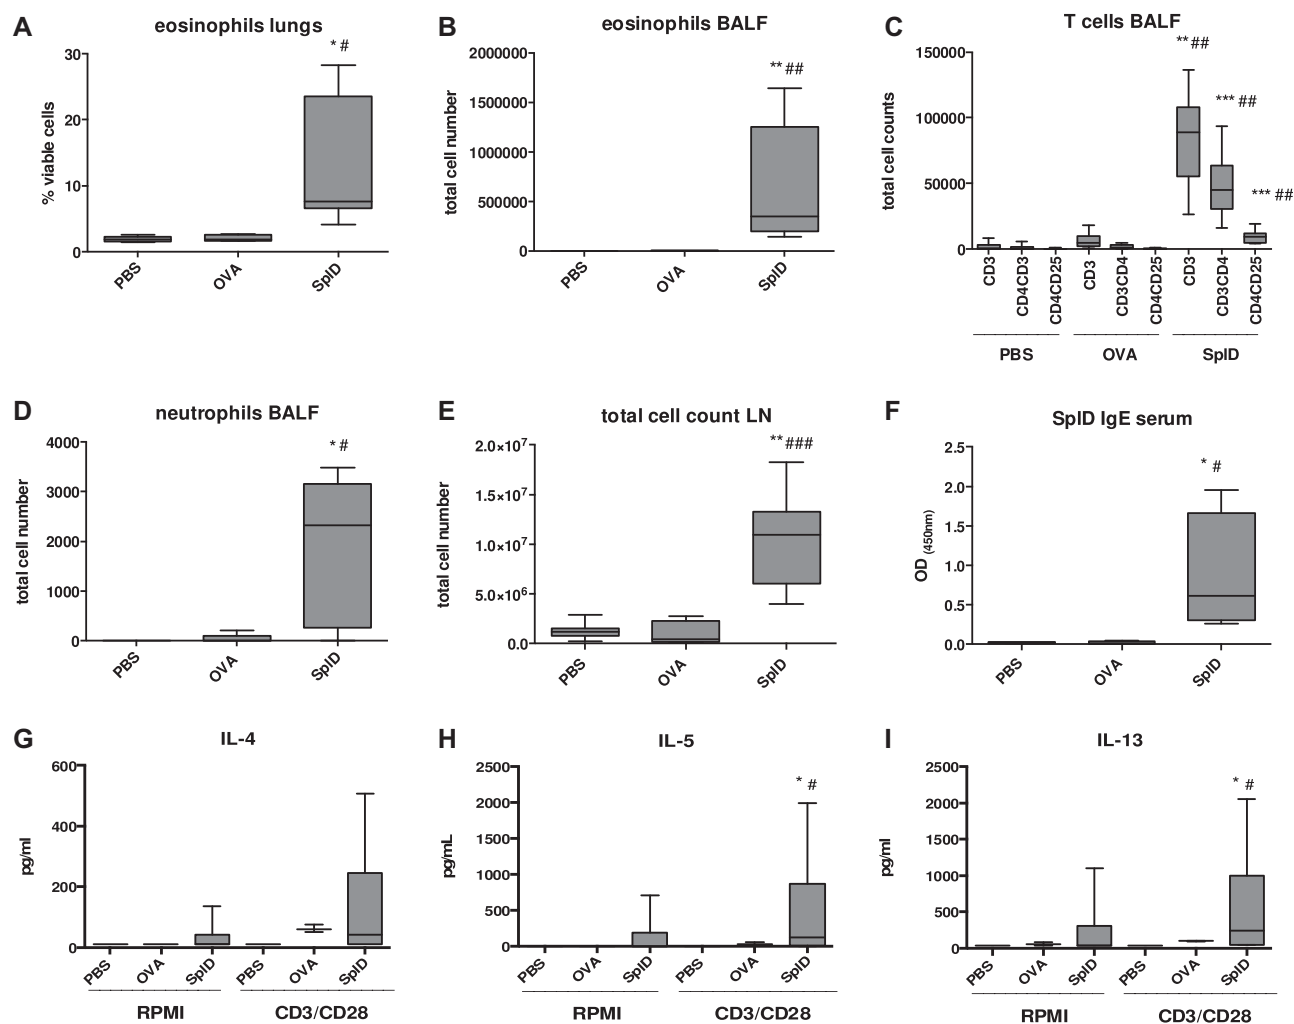 A
eosinophils lungs
* #
% viable cells
30
20
10
0
PBS
OVA
SplD
B
eosinophils BALF
** ##
total cell number
2000000
1500000
1000000
500000
0
PBS
OVA
SplD
C
T cells BALF
** ##
*** ##
*** ##
total cell counts
150000
100000
50000
0
CD3
CD4CD3
CD4CD25
CD3
CD3CD4
CD4CD25
CD3
CD3CD4
CD4CD25
PBS
OVA
SplD
D
neutrophils BALF
* #
total cell number
4000
3000
2000
1000
0
PBS
OVA
SplD
E
total cell count LN
** ###
total cell number
2.0×10⁷
1.5×10⁷
1.0×10⁷
5.0×10⁶
0.0
PBS
OVA
SplD
F
SplD IgE serum
* #
OD (450nm)
2.5
2.0
1.5
1.0
0.5
0.0
PBS
OVA
SplD
G
IL-4
pg/ml
600
400
200
0
PBS
OVA
SplD
PBS
OVA
SplD
RPMI
CD3/CD28
H
IL-5
* #
pg/mL
2500
2000
1500
1000
500
0
PBS
OVA
SplD
PBS
OVA
SplD
RPMI
CD3/CD28
I
IL-13
* #
pg/ml
2500
2000
1500
1000
500
0
PBS
OVA
SplD
PBS
OVA
SplD
RPMI
CD3/CD28